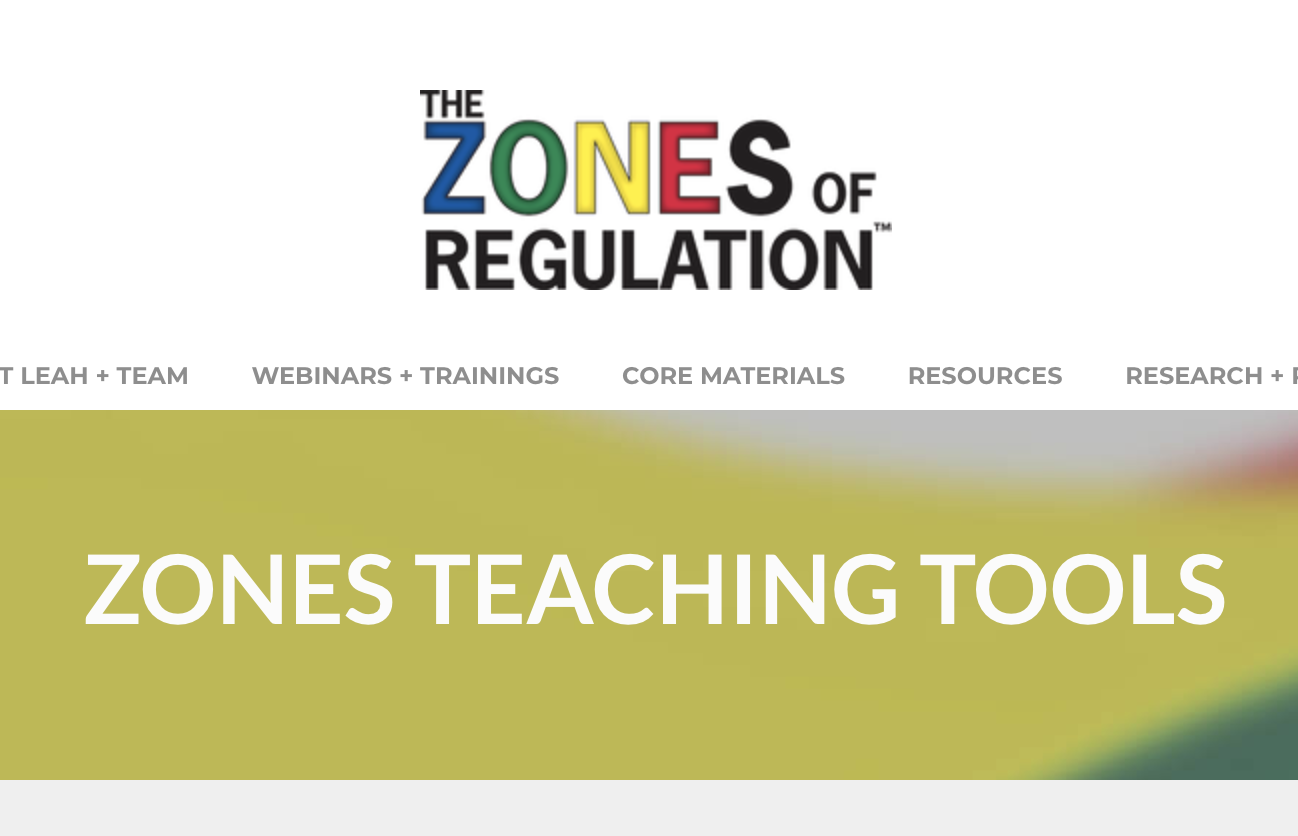 THE
ZONES OF
REGULATION™
T LEAH + TEAM WEBINARS + TRAININGS CORE MATERIALS RESOURCES RESEARCH +
ZONES TEACHING TOOLS